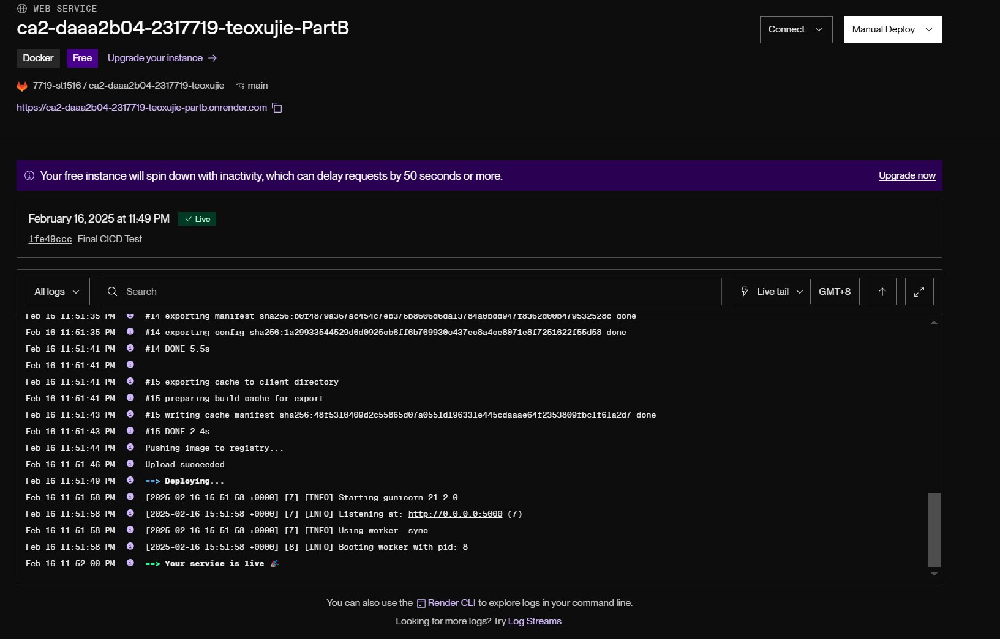 WEB SERVICE
ca2-daaa2b04-2317719-teoxujie-PartB
Connect
Manual Deploy
Docker
Free
Upgrade your instance →
7719-st1516 / ca2-daaa2b04-2317719-teoxujie
main
https://ca2-daaa2b04-2317719-teoxujie-partb.onrender.com
Your free instance will spin down with inactivity, which can delay requests by 50 seconds or more.
Upgrade now
February 16, 2025 at 11:49 PM
Live
1fe49ccc Final CICD Test
All logs
Search
Live tail
GMT+8
Feb 16 11:51:35 PM #14 exporting manifest done
Feb 16 11:51:35 PM #14 exporting config sha256:1a29933544529d6d0925cb6ff6b769930c437ec8a4ce8071e8f7251622f55d58 done
Feb 16 11:51:41 PM #14 DONE 5.5s
Feb 16 11:51:41 PM
Feb 16 11:51:41 PM #15 exporting cache to client directory
Feb 16 11:51:41 PM #15 preparing build cache for export
Feb 16 11:51:43 PM #15 writing cache manifest sha256:48f5310409d2c55865d07a0551d196331e445cdaaae64f2353809fbc1f61a2d7 done
Feb 16 11:51:43 PM #15 DONE 2.4s
Feb 16 11:51:44 PM Pushing image to registry...
Feb 16 11:51:46 PM Upload succeeded
Feb 16 11:51:49 PM ==> Deploying...
Feb 16 11:51:58 PM [2025-02-16 15:51:58 +0000] [7] [INFO] Starting gunicorn 21.2.0
Feb 16 11:51:58 PM [2025-02-16 15:51:58 +0000] [7] [INFO] Listening at: http://0.0.0.0:5000 (7)
Feb 16 11:51:58 PM [2025-02-16 15:51:58 +0000] [7] [INFO] Using worker: sync
Feb 16 11:51:58 PM [2025-02-16 15:51:58 +0000] [8] [INFO] Booting worker with pid: 8
Feb 16 11:52:00 PM ==> Your service is live 🎉
You can also use the Render CLI to explore logs in your command line.
Looking for more logs? Try Log Streams.